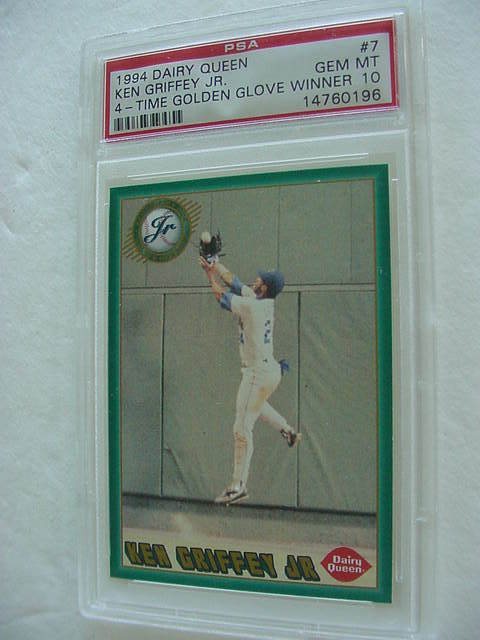 PSA
1994 DAIRY QUEEN #7
KEN GRIFFEY JR. GEM MT
4-TIME GOLDEN GLOVE WINNER 10
14760196
Jr
KEN GRIFFEY JR
Dairy
Queen